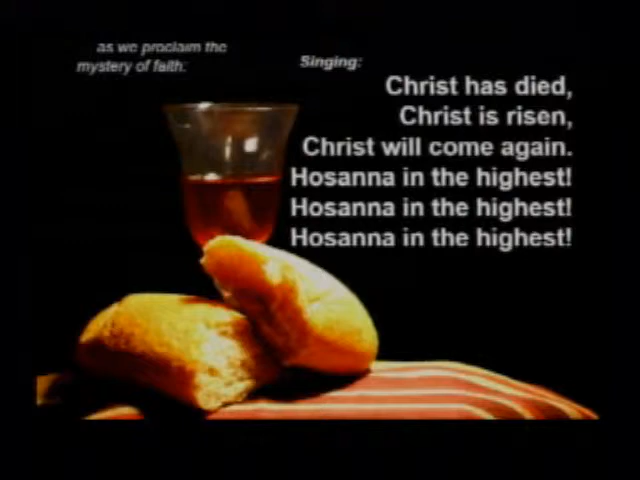 as we proclaim the
mystery of faith:
Singing:
Christ has died,
Christ is risen,
Christ will come again.
Hosanna in the highest!
Hosanna in the highest!
Hosanna in the highest!